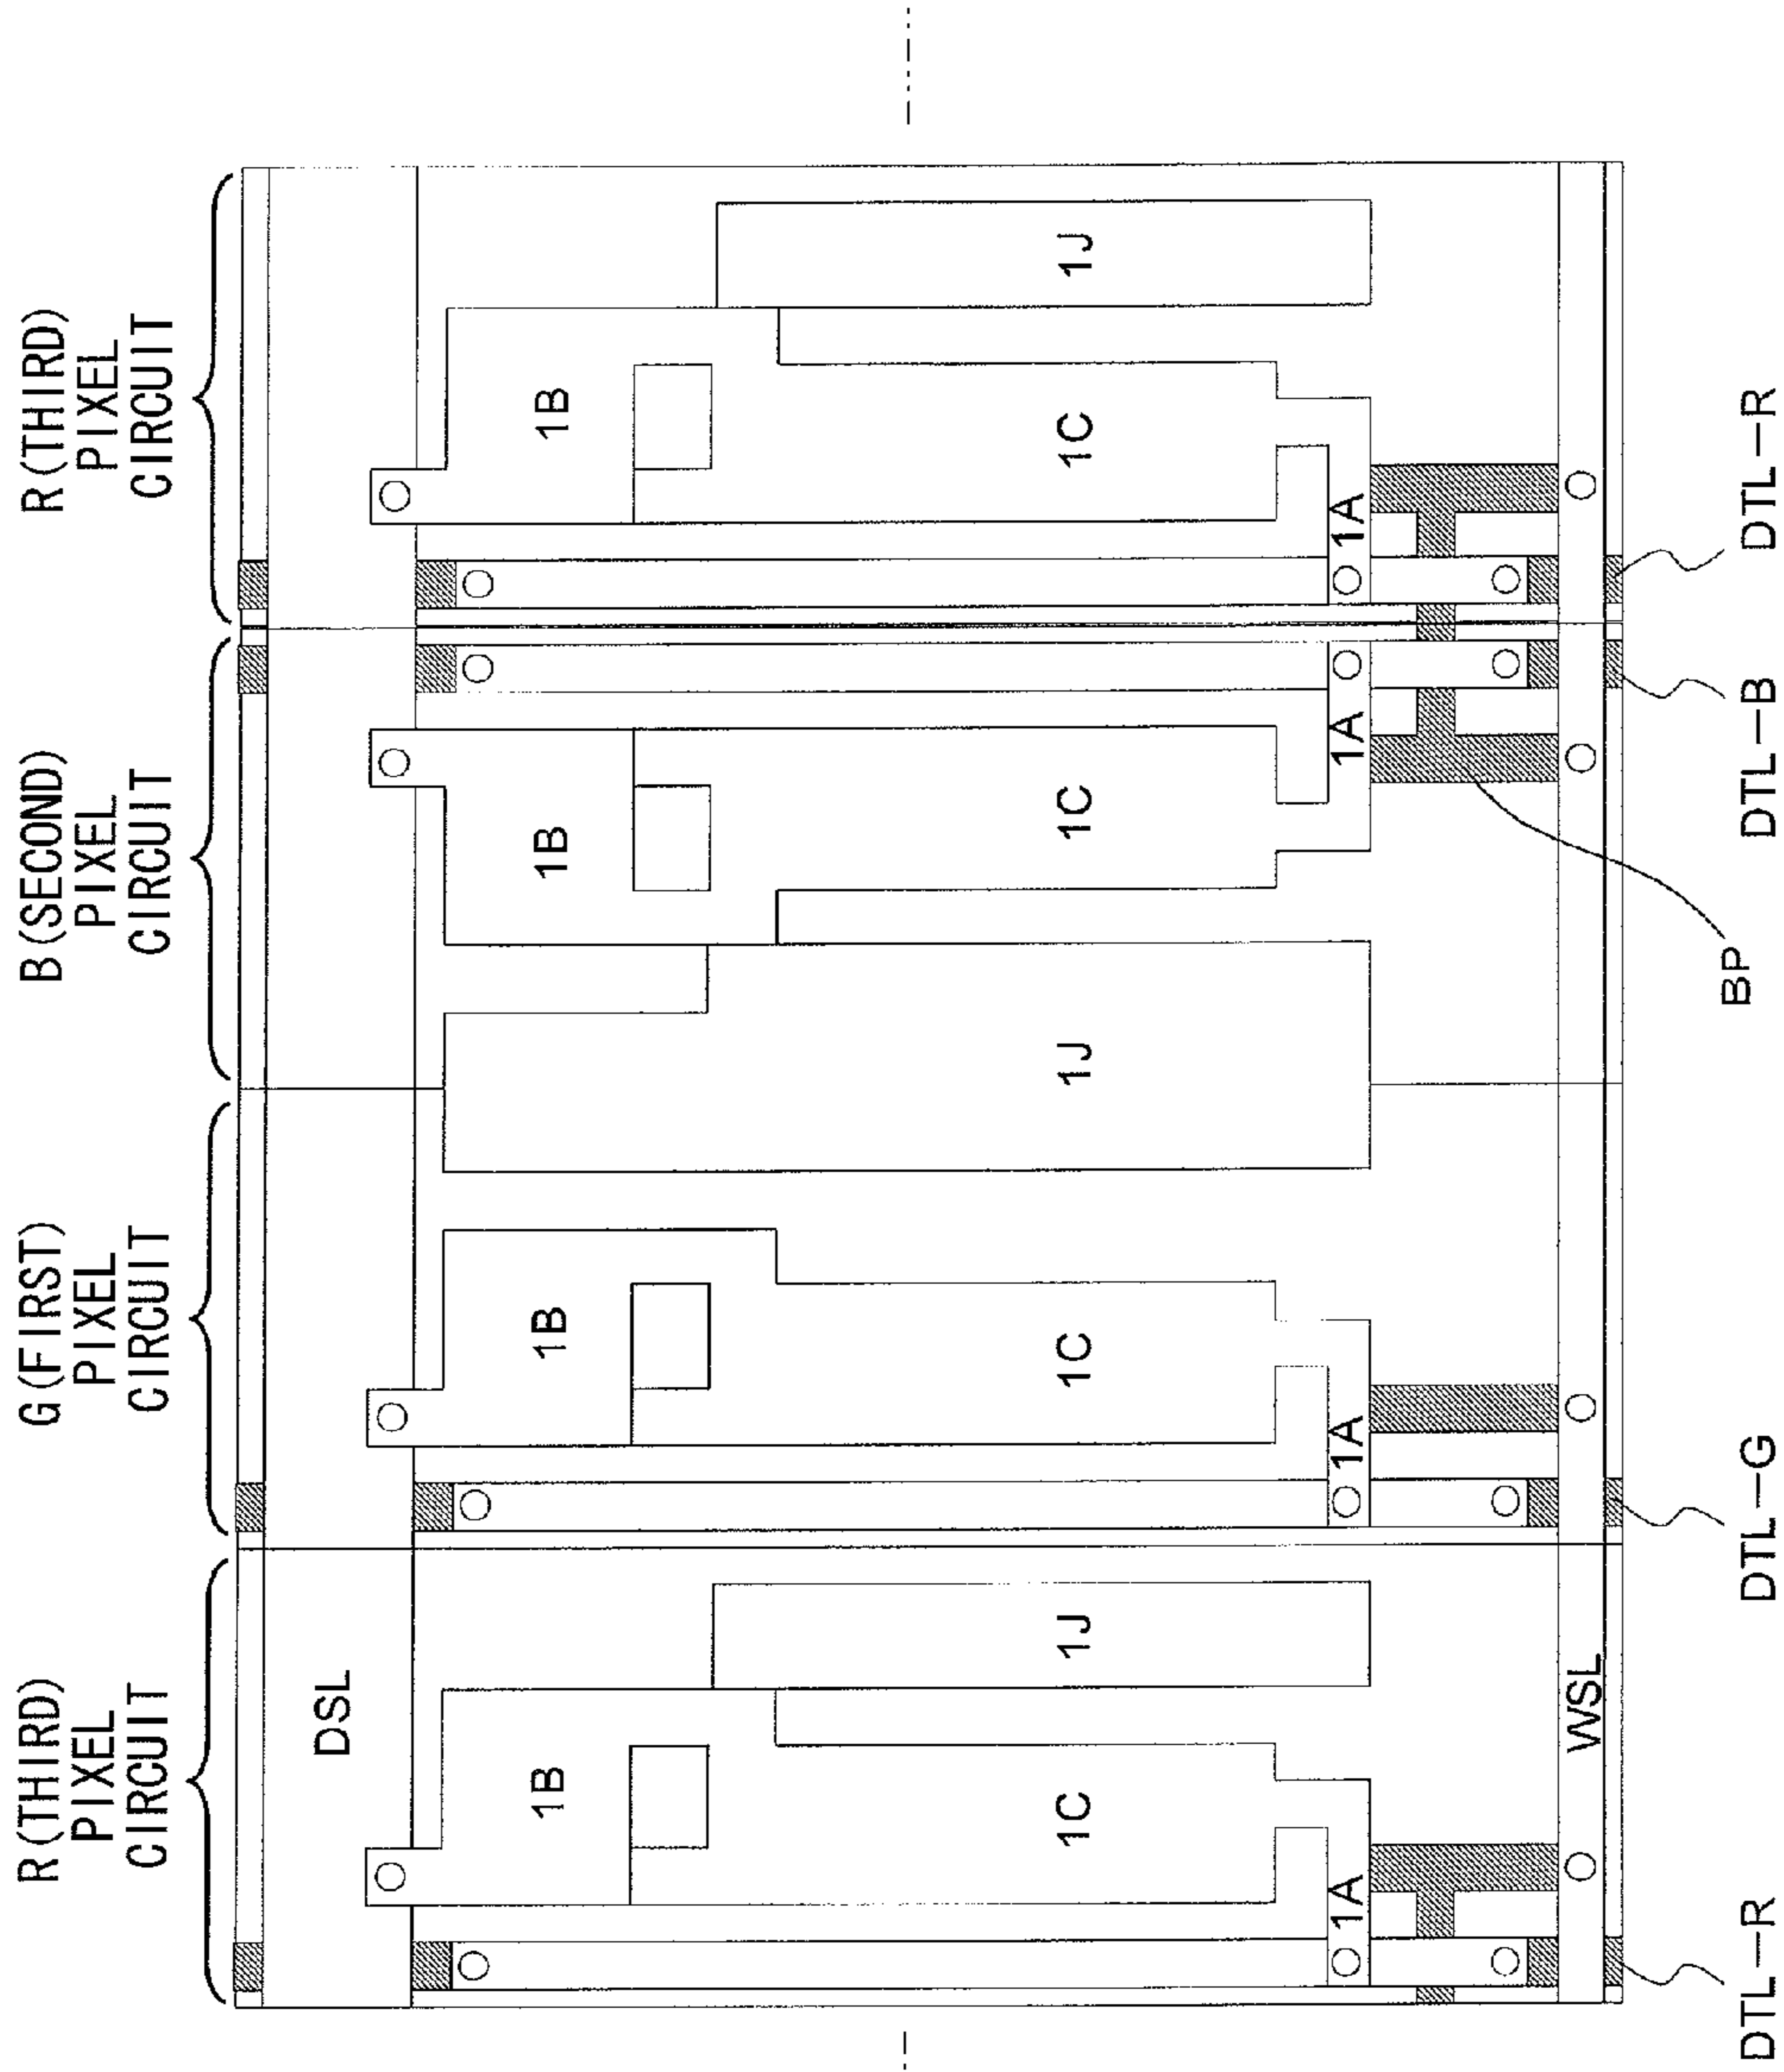 R(THIRD)
PIXEL
CIRCUIT
G(FIRST)
PIXEL
CIRCUIT
B(SECOND)
PIXEL
CIRCUIT
R(THIRD)
PIXEL
CIRCUIT
DSL
1B
1B
1B
1B
1C
1J
1C
1J
1C
1C
1J
1A
1A
1A
1A
WSL
BP
DTL-R
DTL-G
DTL-B
DTL-R